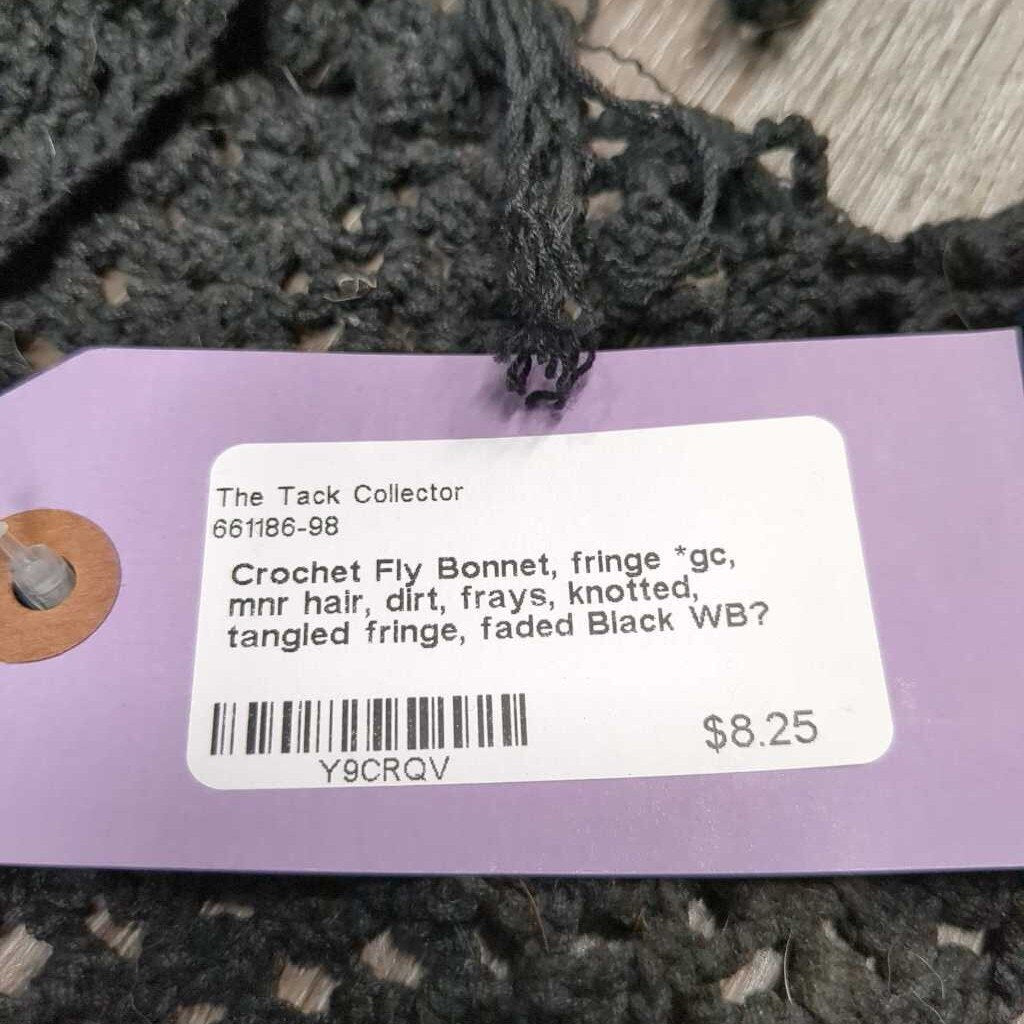 The Tack Collector
661186-98
Crochet Fly Bonnet, fringe *gc,
mnr hair, dirt, frays, knotted,
tangled fringe, faded Black WB?
Y9CRQV
$8.25